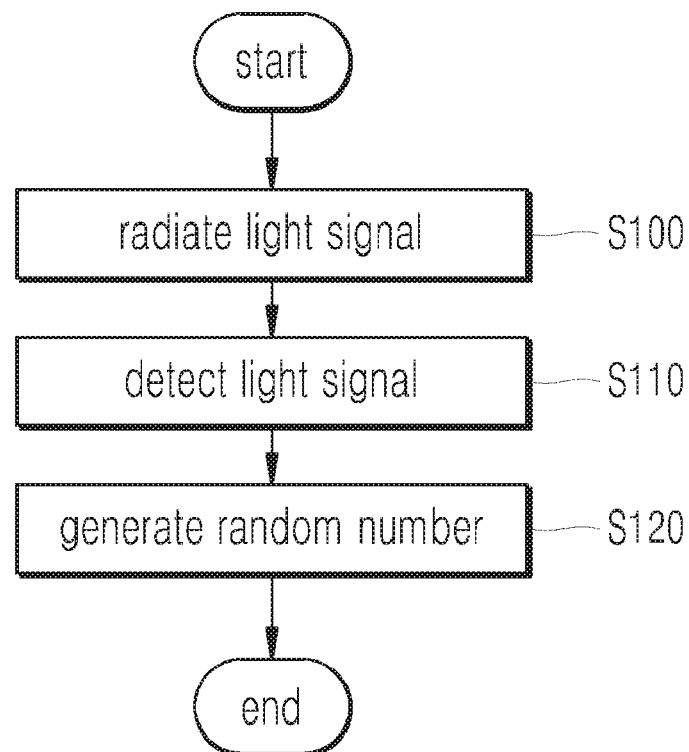 start
radiate light signal
S100
detect light signal
S110
generate random number
S120
end